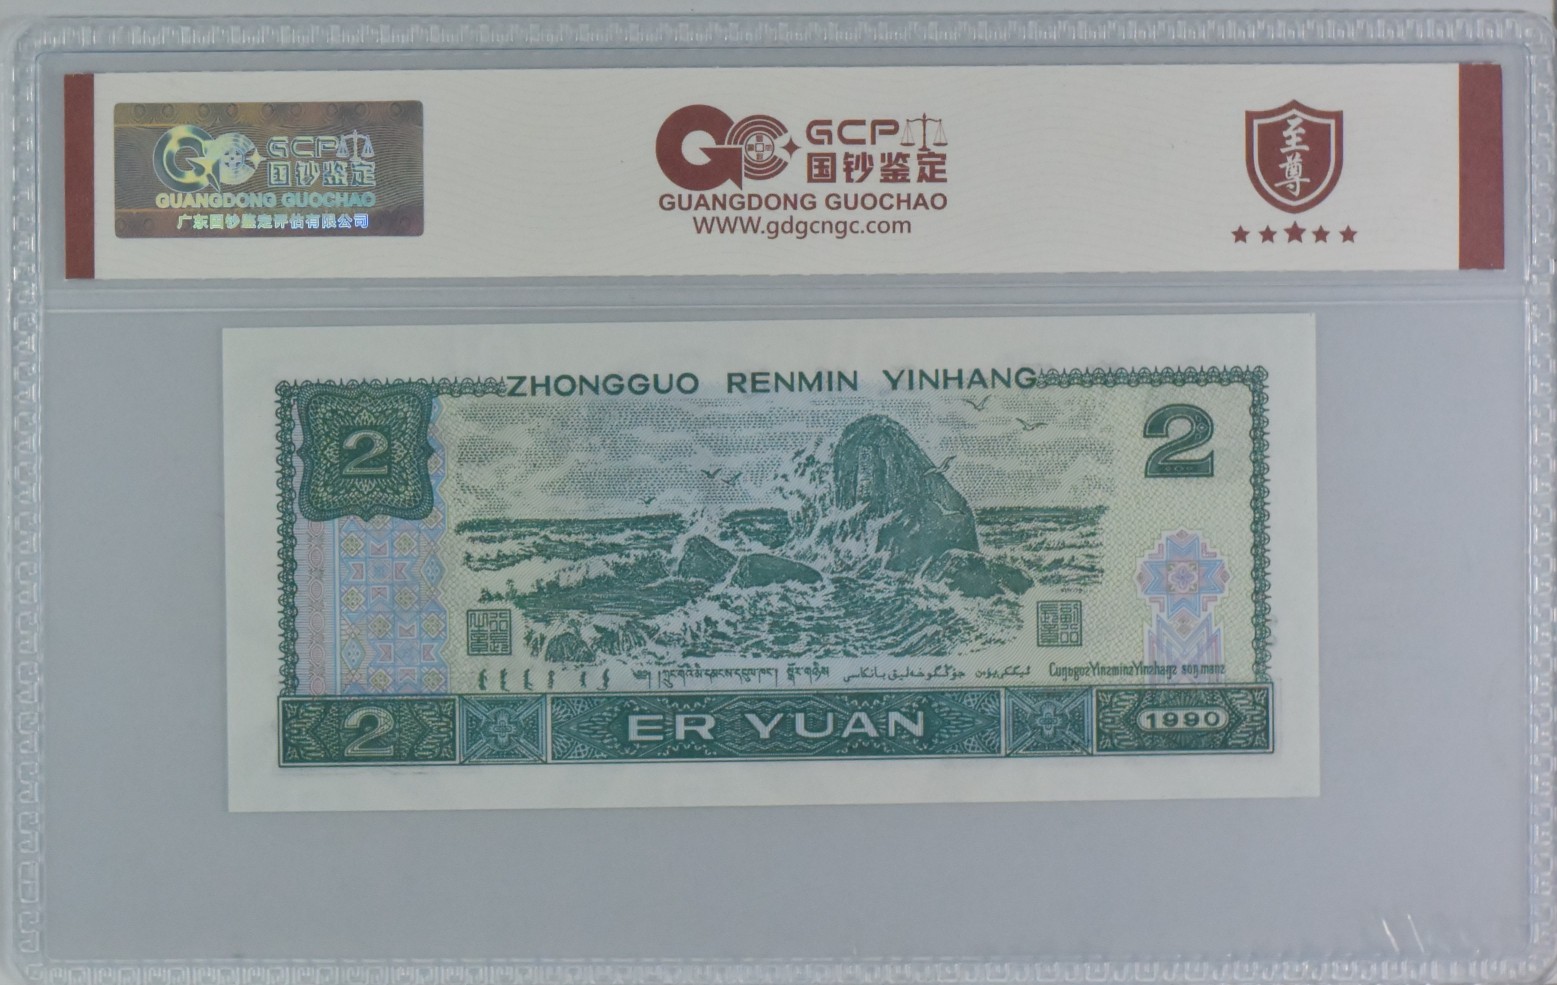 GCP
国钞鉴定
GUANGDONG GUOCHAO
广东国钞鉴定评估有限公司
GCP
国钞鉴定
GUANGDONG GUOCHAO
www.gdgcngc.com
至尊
ZHONGGUO RENMIN YINHANG
2
2
Cunghgoz Yinzminz Yinzhangz song maenz
2
ER YUAN
1990